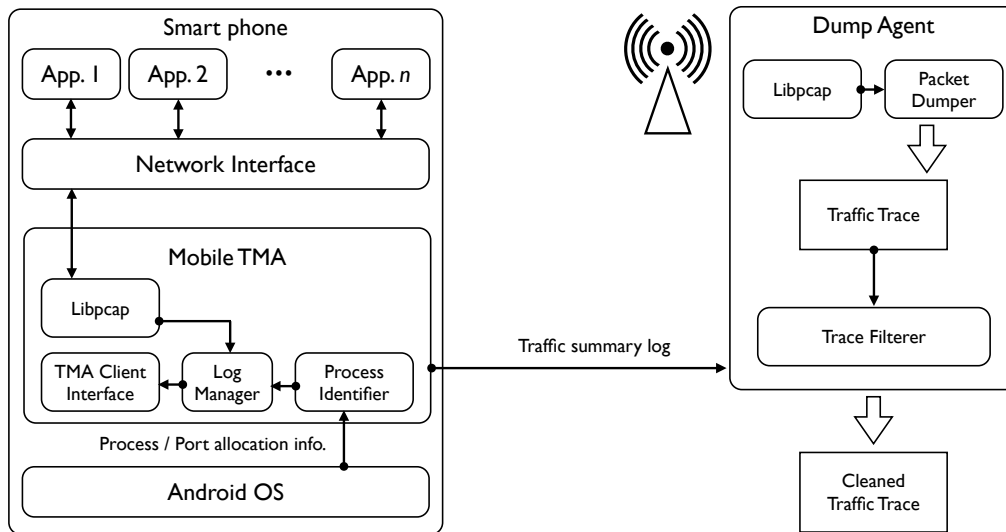 Smart phone
App. 1
App. 2
•••
App. n
Network Interface
Mobile TMA
Libpcap
TMA Client
Interface
Log
Manager
Process
Identifier
Process / Port allocation info.
Android OS
Traffic summary log
Dump Agent
Libpcap
Packet
Dumper
Traffic Trace
Trace Filterer
Cleaned
Traffic Trace